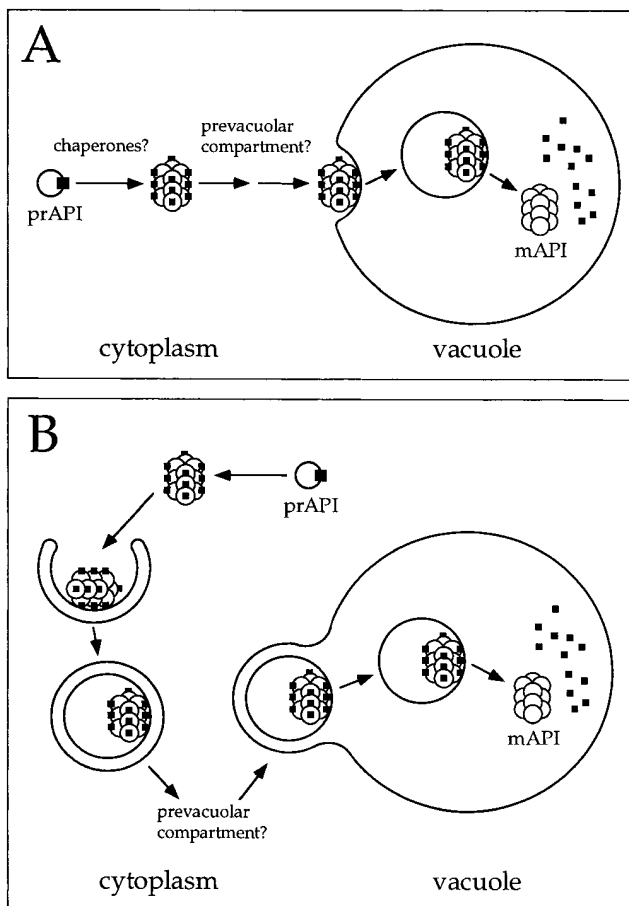 A
chaperones?
prevacuolar
compartment?
prAPI
mAPI
cytoplasm
vacuole
B
prAPI
mAPI
prevacuolar
compartment?
cytoplasm
vacuole